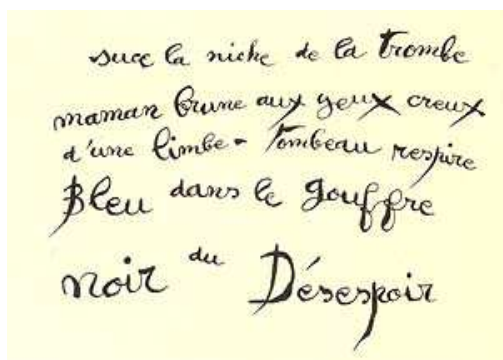 suce la niche de la trombe
maman brune aux yeux creux
d'une limbe - Tombeau respire
Bleu dans le gouffre
noir du Désespoir